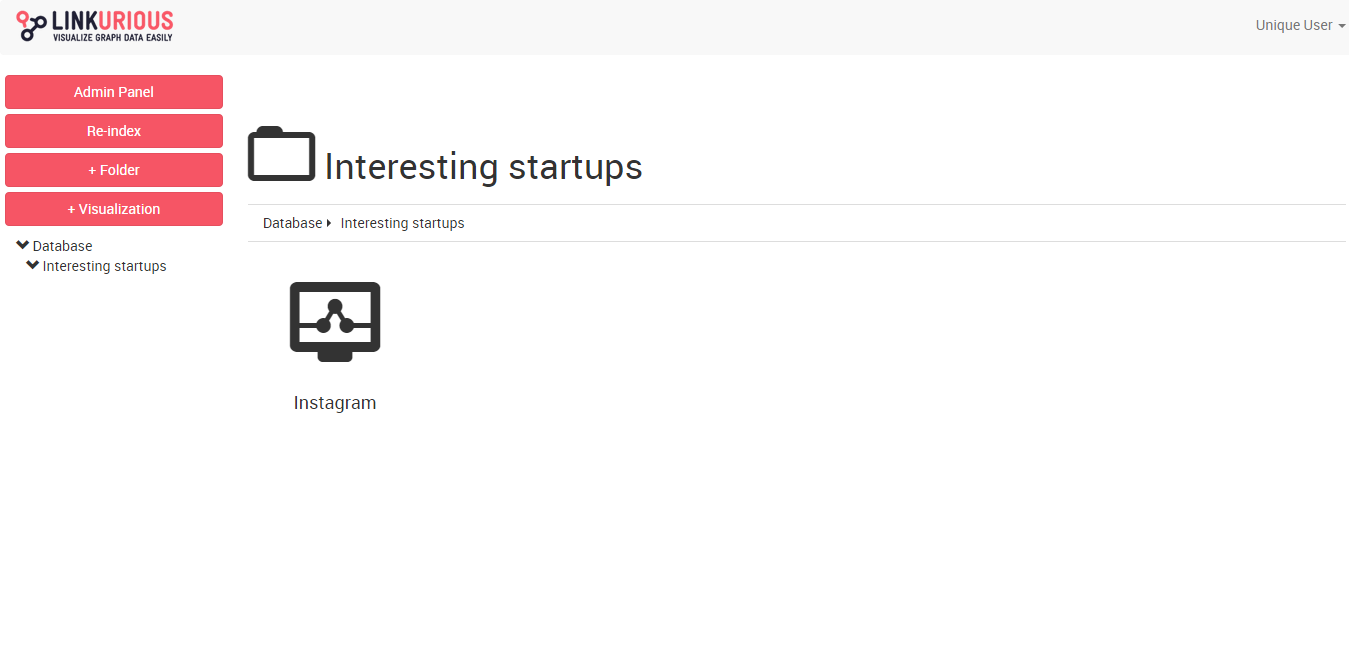 LINKURIOUS
VISUALIZE GRAPH DATA EASILY
Unique User
Admin Panel
Re-index
+ Folder
+ Visualization
Database
Interesting startups
Interesting startups
Database Interesting startups
Instagram